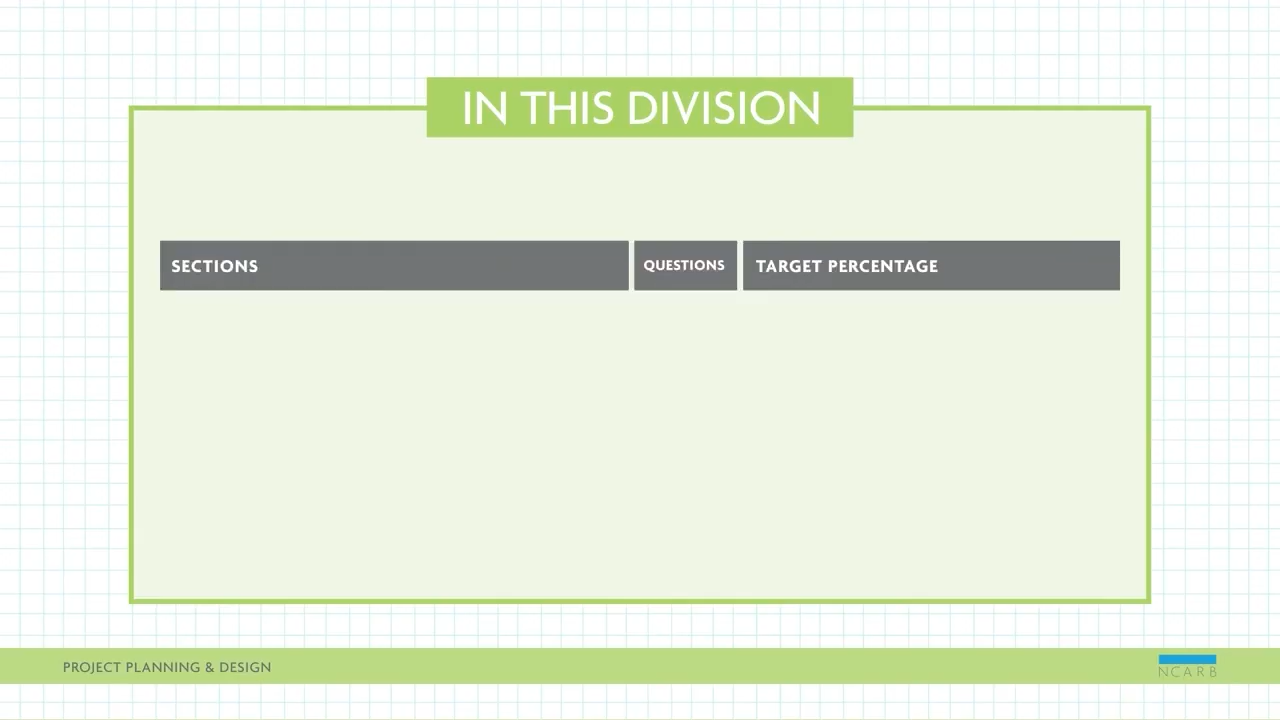 IN THIS DIVISION
SECTIONS QUESTIONS TARGET PERCENTAGE
PROJECT PLANNING & DESIGN
NCARB